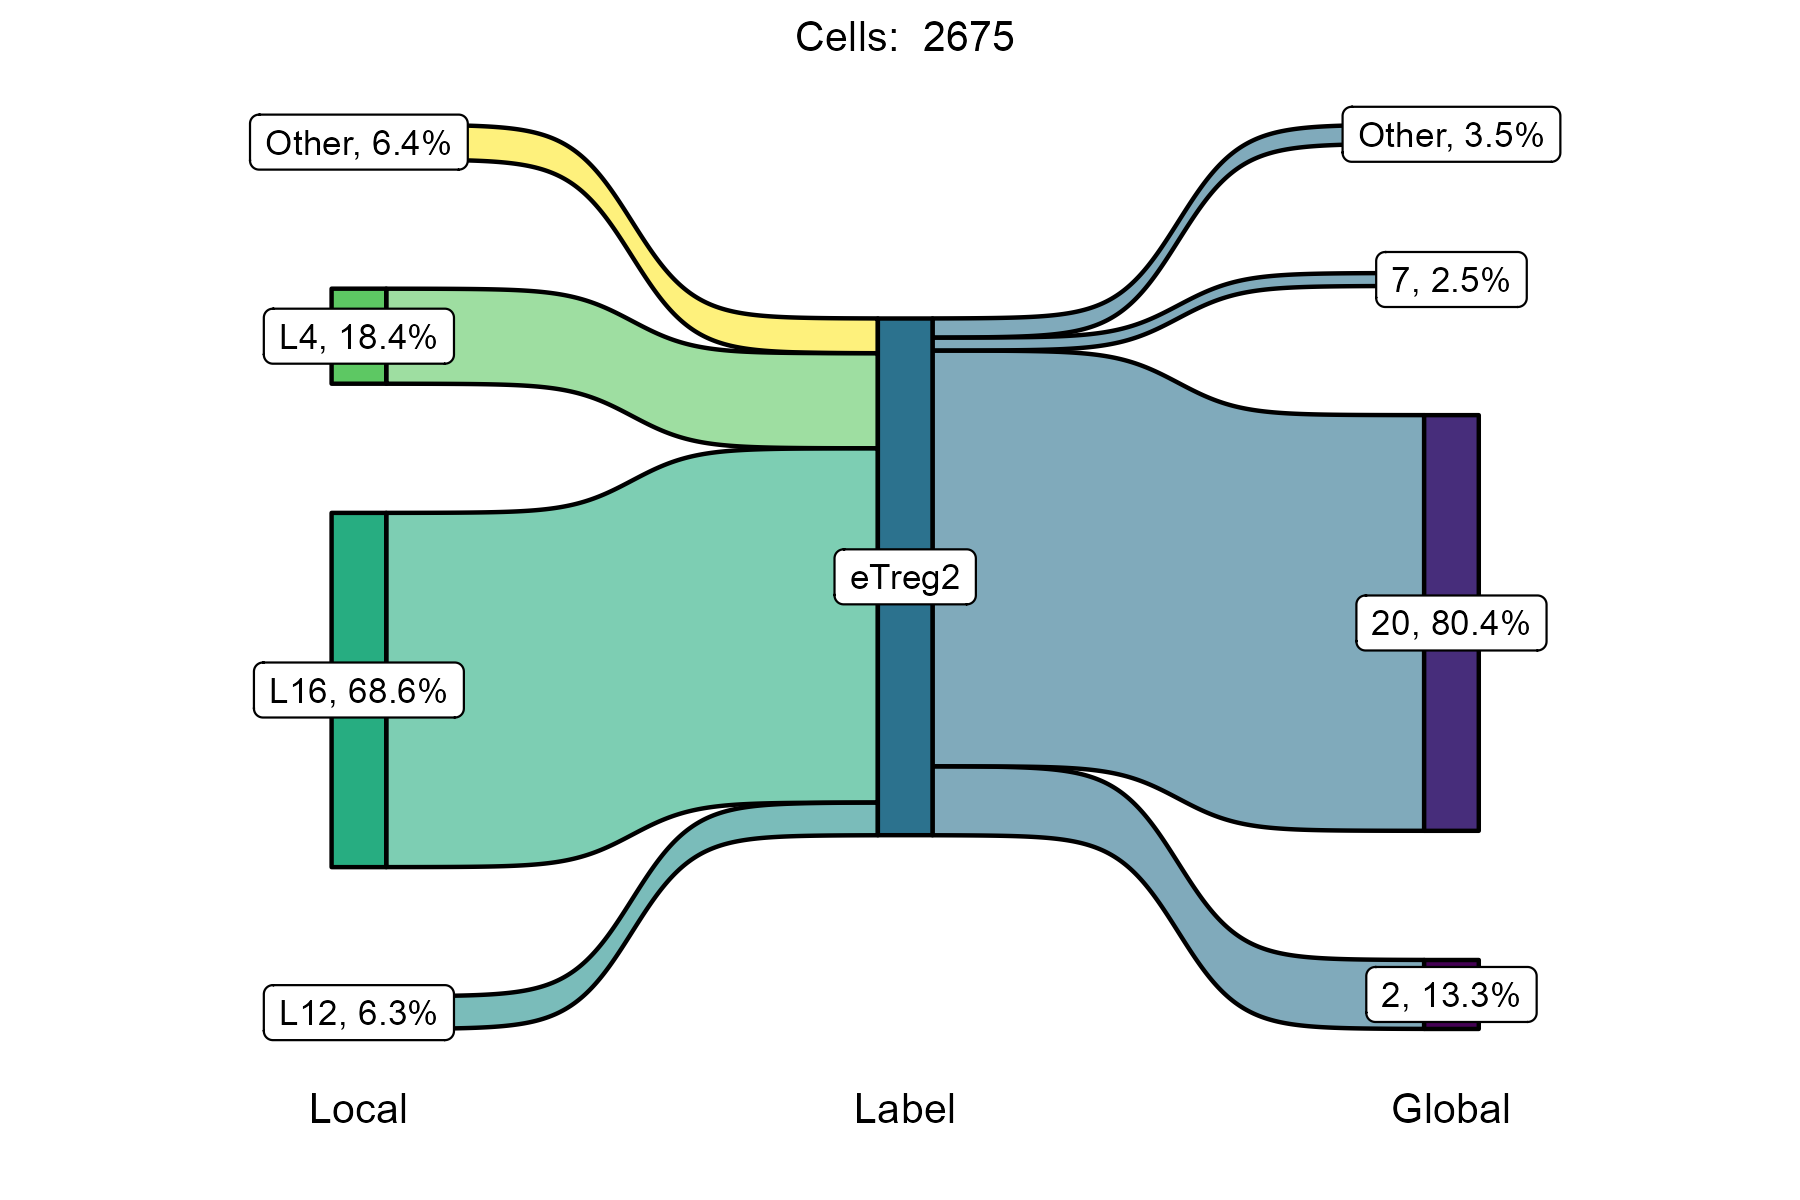 Cells:  2675
Other, 6.4%
L4, 18.4%
L16, 68.6%
L12, 6.3%
eTreg2
Other, 3.5%
7, 2.5%
20, 80.4%
2, 13.3%
Local
Label
Global